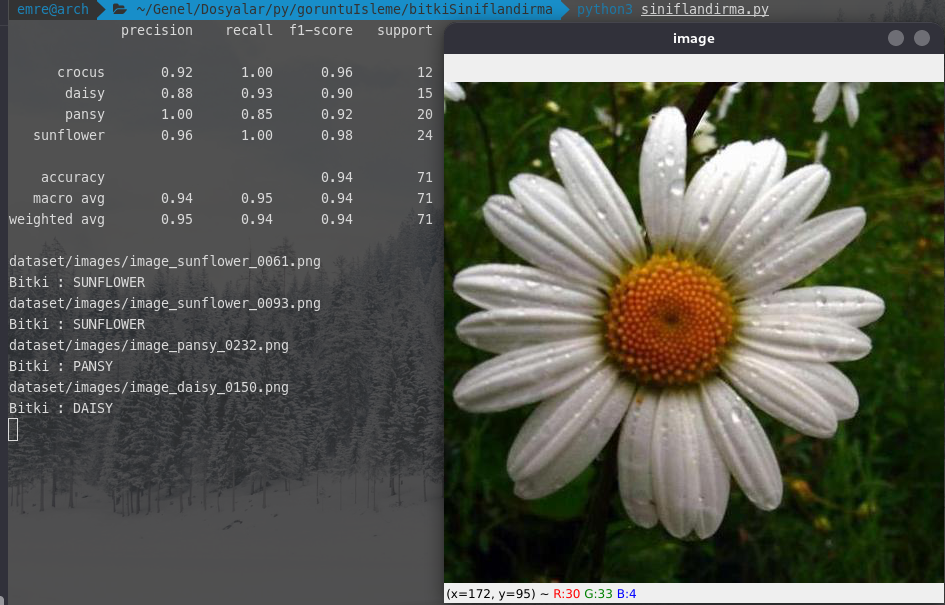 emre@arch ~/Genel/Dosyalar/py/goruntuIsleme/bitkiSiniflandirma python3 siniflandirma.py
precision recall f1-score support
crocus 0.92 1.00 0.96 12
daisy 0.88 0.93 0.90 15
pansy 1.00 0.85 0.92 20
sunflower 0.96 1.00 0.98 24
accuracy 0.94 71
macro avg 0.94 0.95 0.94 71
weighted avg 0.95 0.94 0.94 71
dataset/images/image_sunflower_0061.png
Bitki : SUNFLOWER
dataset/images/image_sunflower_0093.png
Bitki : SUNFLOWER
dataset/images/image_pansy_0232.png
Bitki : PANSY
dataset/images/image_daisy_0150.png
Bitki : DAISY
image
(x=172, y=95) ~ R:30 G:33 B:4